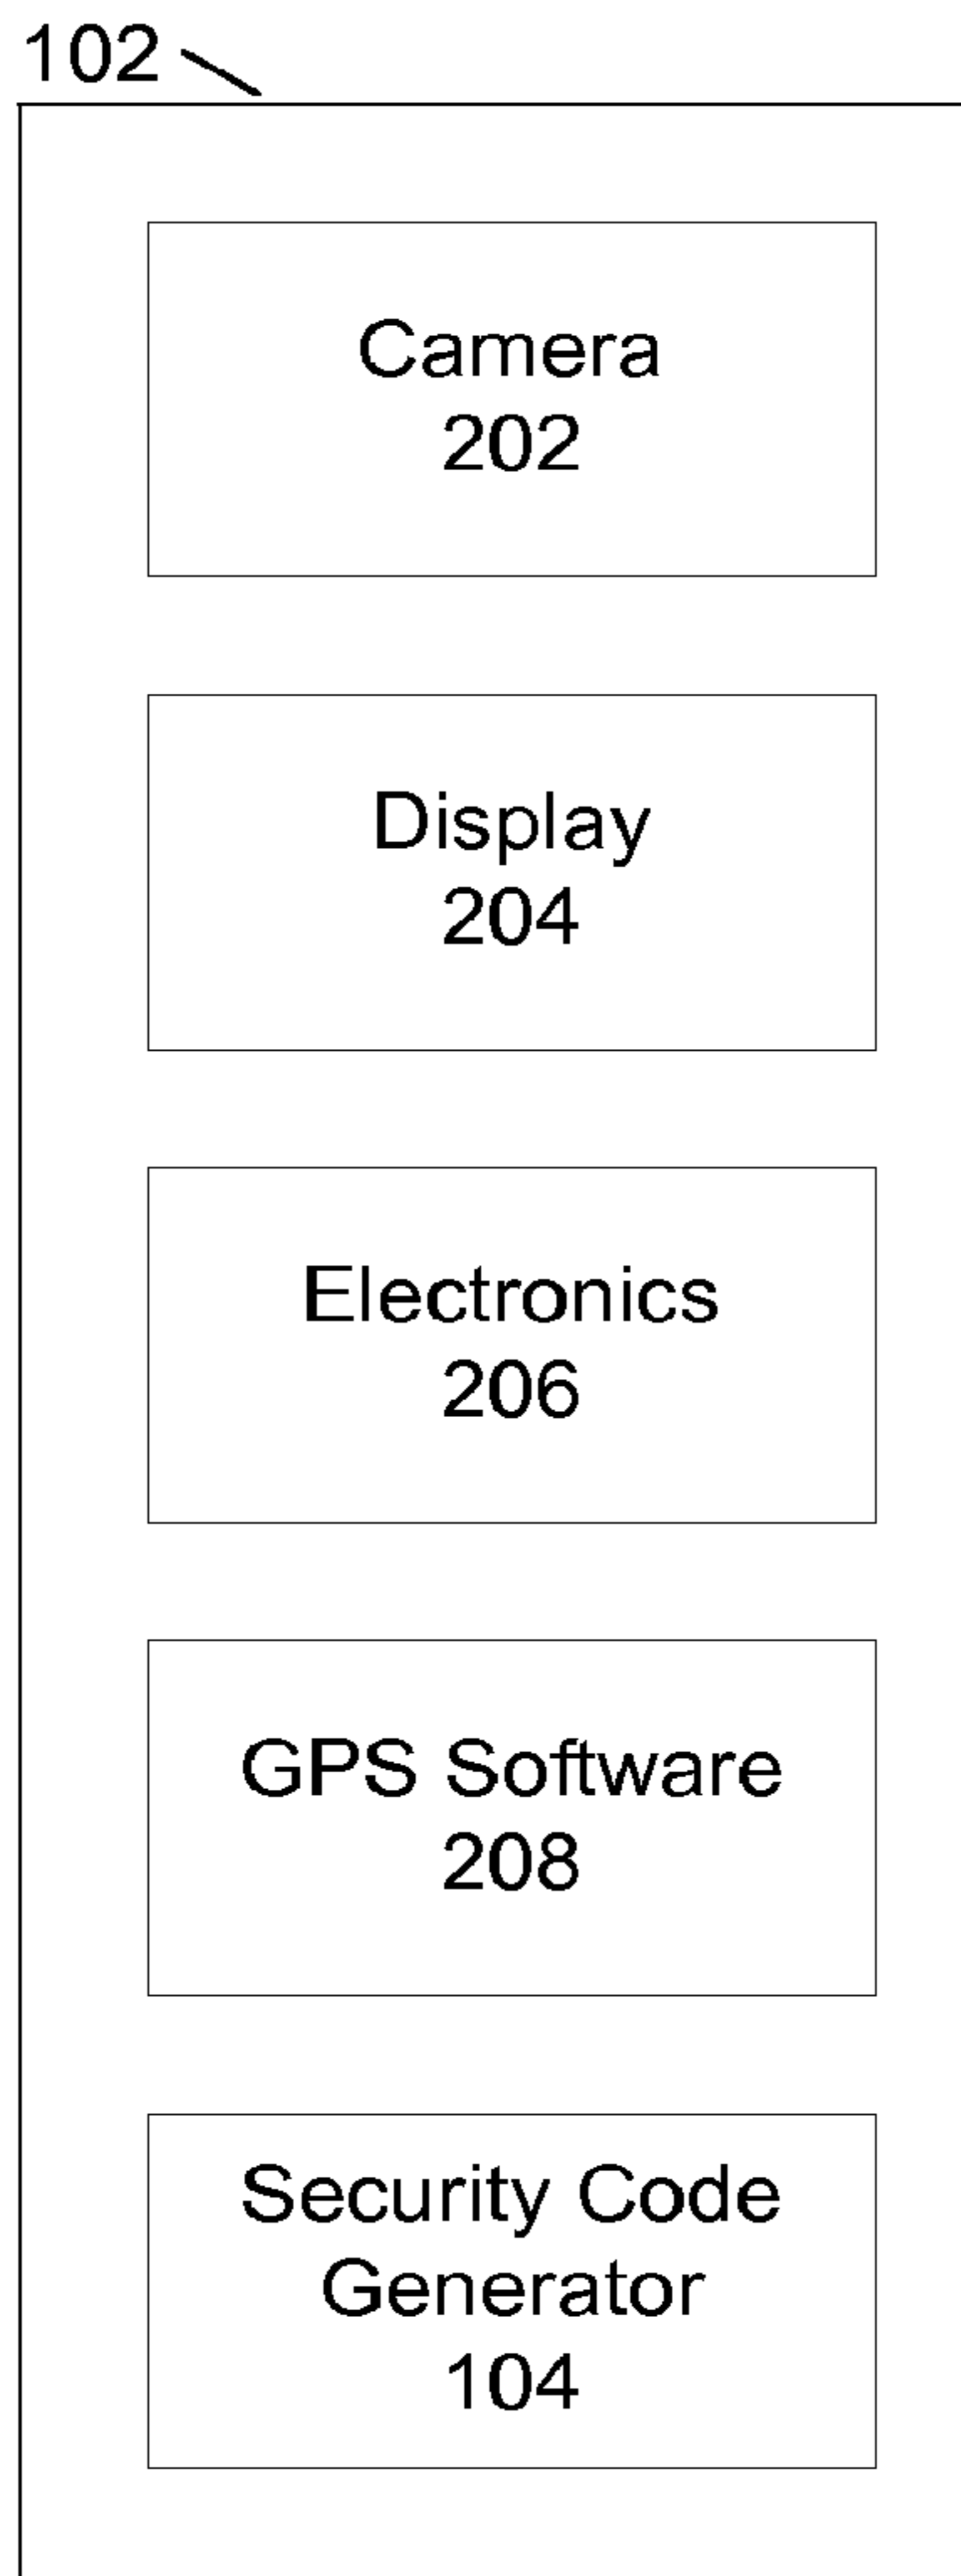 102
Camera
202
Display
204
Electronics
206
GPS Software
208
Security Code
Generator
104